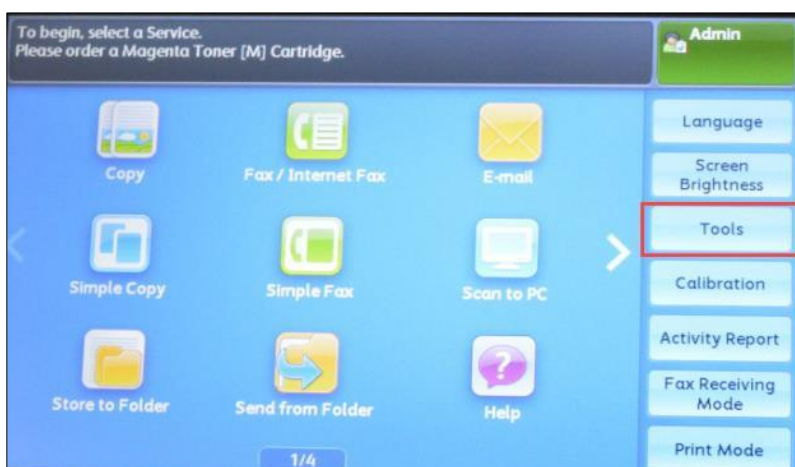 To begin, select a Service.
Please order a Magenta Toner [M] Cartridge.
Admin
Copy
Fax / Internet Fax
E-mail
Simple Copy
Simple Fax
Scan to PC
Store to Folder
Send from Folder
Help
1/4
Language
Screen
Brightness
Tools
Calibration
Activity Report
Fax Receiving
Mode
Print Mode